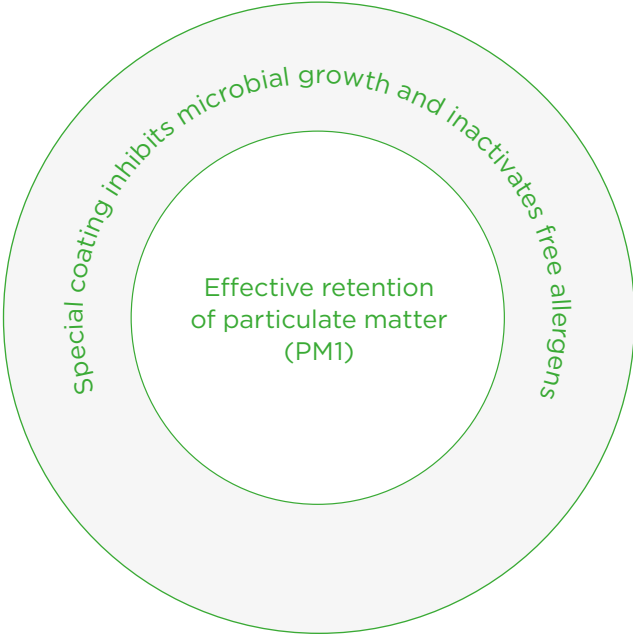 Special coating inhibits microbial growth and inactivates free allergens
Effective retention
of particulate matter
(PM1)